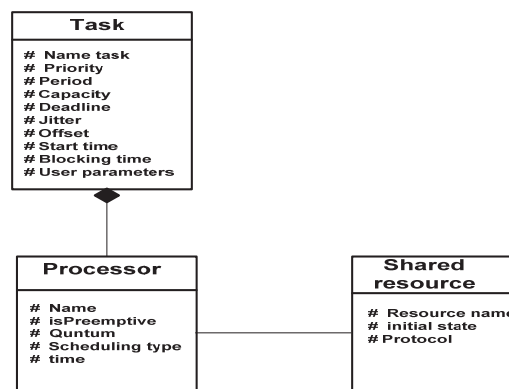 Task
# Name task
# Priority
# Period
# Capacity
# Deadline
# Jitter
# Offset
# Start time
# Blocking time
# User parameters
Processor
# Name
# isPreemptive
# Quntum
# Scheduling type
# time
Shared
resource
# Resource name
# initial state
# Protocol